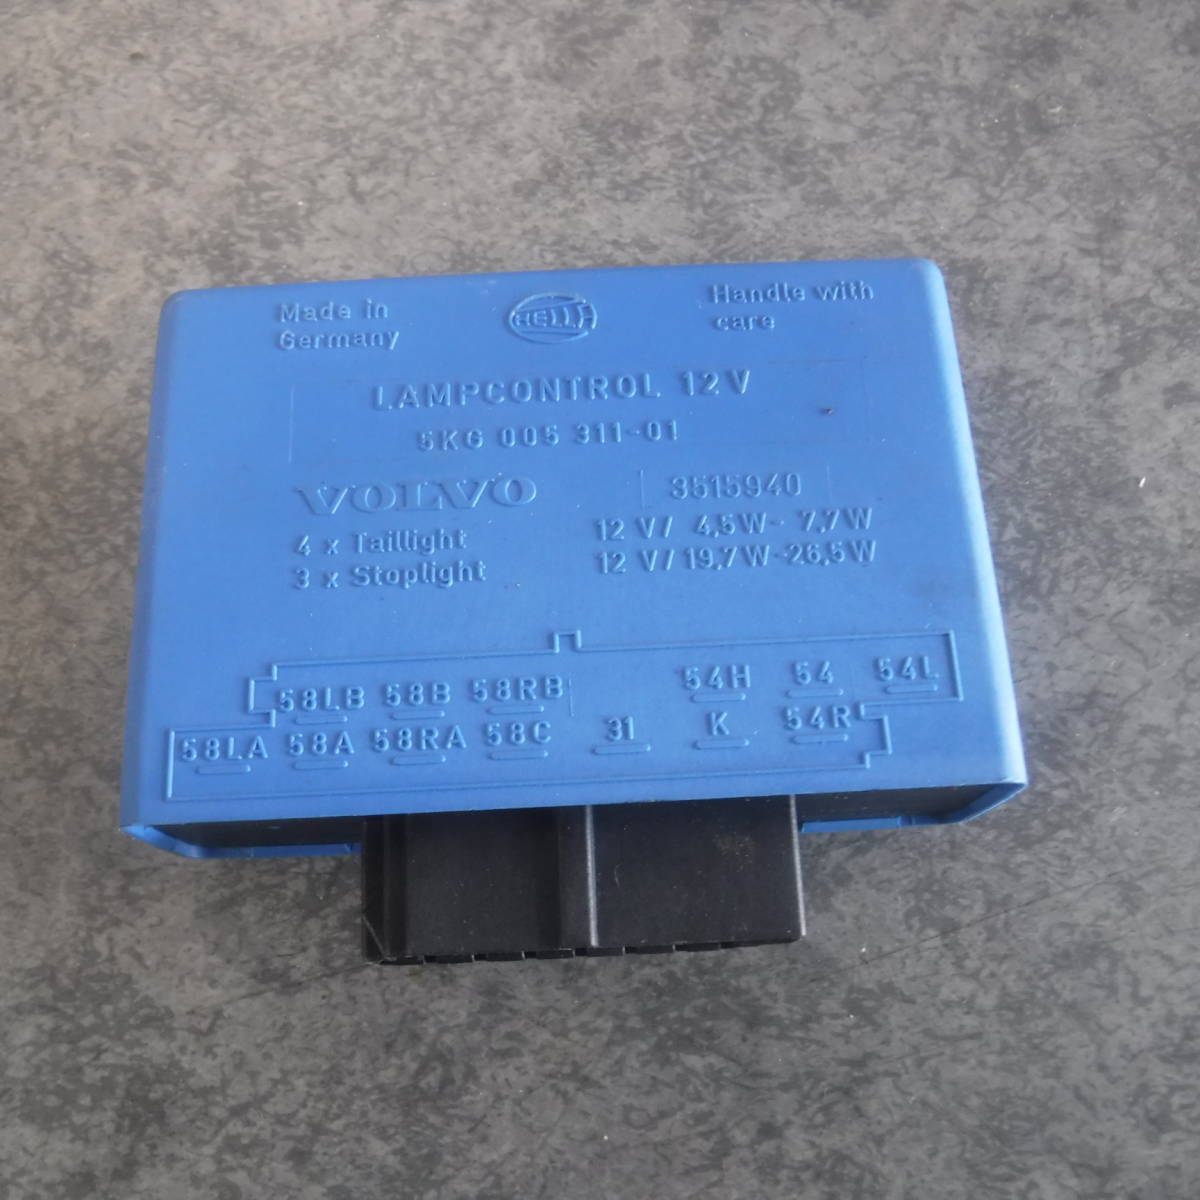 Made in
Germany
HELLA
Handle with
care
LAMPCONTROL 12 V
5KG 005 311-01
VOLVO
3515940
4 x Taillight 12 V/ 4,5W- 7,7W
3 x Stoplight 12 V/ 19,7W-26,5W
58LB 58B 58RB 54H 54 54L
58LA 58A 58RA 58C 31 K 54R